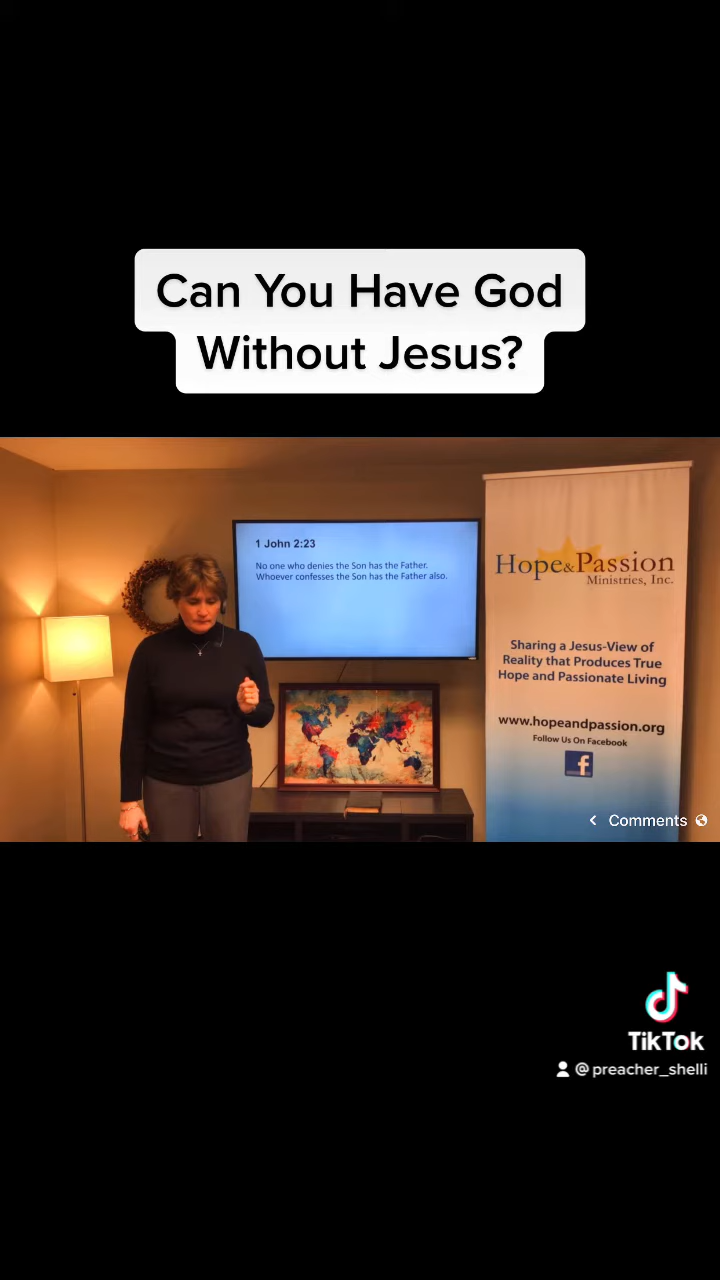 Can You Have God
Without Jesus?
1 John 2:23
No one who denies the Son has the Father.
Whoever confesses the Son has the Father also.
Hope&Passion
Ministries, Inc.
Sharing a Jesus-View of
Reality that Produces True
Hope and Passionate Living
www.hopeandpassion.org
Follow Us On Facebook
f
< Comments
TikTok
@preacher_shelli